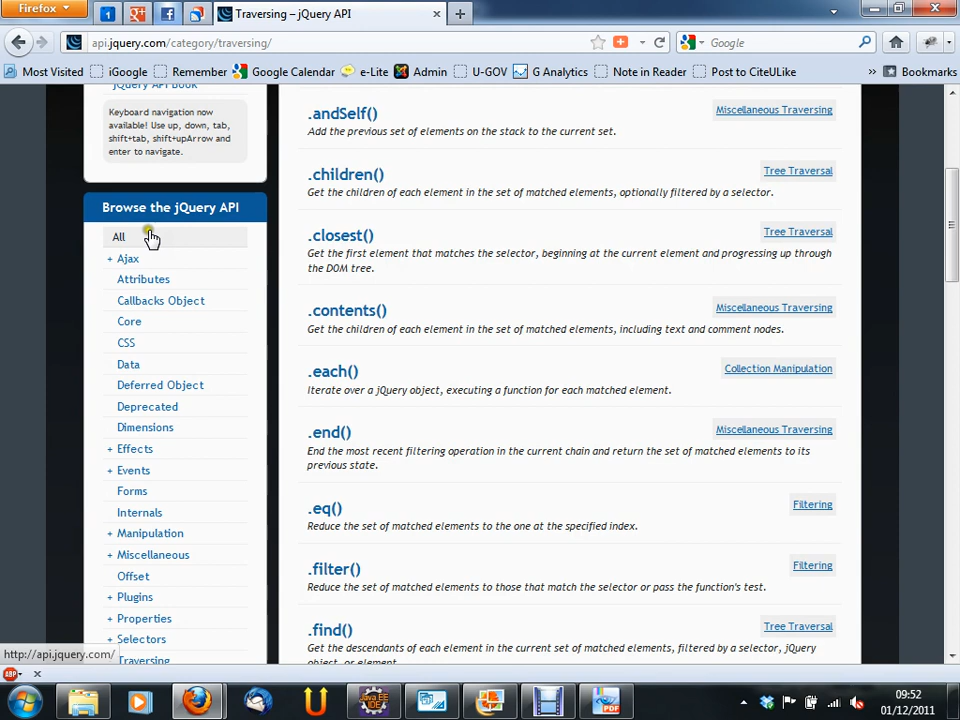 Firefox
1
Traversing – jQuery API
api.jquery.com/category/traversing/
Google
Most Visited
iGoogle
Remember
Google Calendar
e-Lite
Admin
U-GOV
G Analytics
Note in Reader
Post to CiteULike
»
Bookmarks
jQuery API Book
Keyboard navigation now
available! Use up, down, tab,
shift+tab, shift+upArrow and
enter to navigate.
Browse the jQuery API
All
+ Ajax
Attributes
Callbacks Object
Core
CSS
Data
Deferred Object
Deprecated
Dimensions
+ Effects
+ Events
Forms
Internals
+ Manipulation
+ Miscellaneous
Offset
+ Plugins
+ Properties
+ Selectors
Traversing
.andSelf()
Miscellaneous Traversing
Add the previous set of elements on the stack to the current set.
.children()
Tree Traversal
Get the children of each element in the set of matched elements, optionally filtered by a selector.
.closest()
Tree Traversal
Get the first element that matches the selector, beginning at the current element and progressing up through
the DOM tree.
.contents()
Miscellaneous Traversing
Get the children of each element in the set of matched elements, including text and comment nodes.
.each()
Collection Manipulation
Iterate over a jQuery object, executing a function for each matched element.
.end()
Miscellaneous Traversing
End the most recent filtering operation in the current chain and return the set of matched elements to its
previous state.
.eq()
Filtering
Reduce the set of matched elements to the one at the specified index.
.filter()
Filtering
Reduce the set of matched elements to those that match the selector or pass the function's test.
.find()
Tree Traversal
Get the descendants of each element in the current set of matched elements, filtered by a selector, jQuery
object, or element.
http://api.jquery.com/
ABP
Java EE
IDE
PDF
09:52
01/12/2011